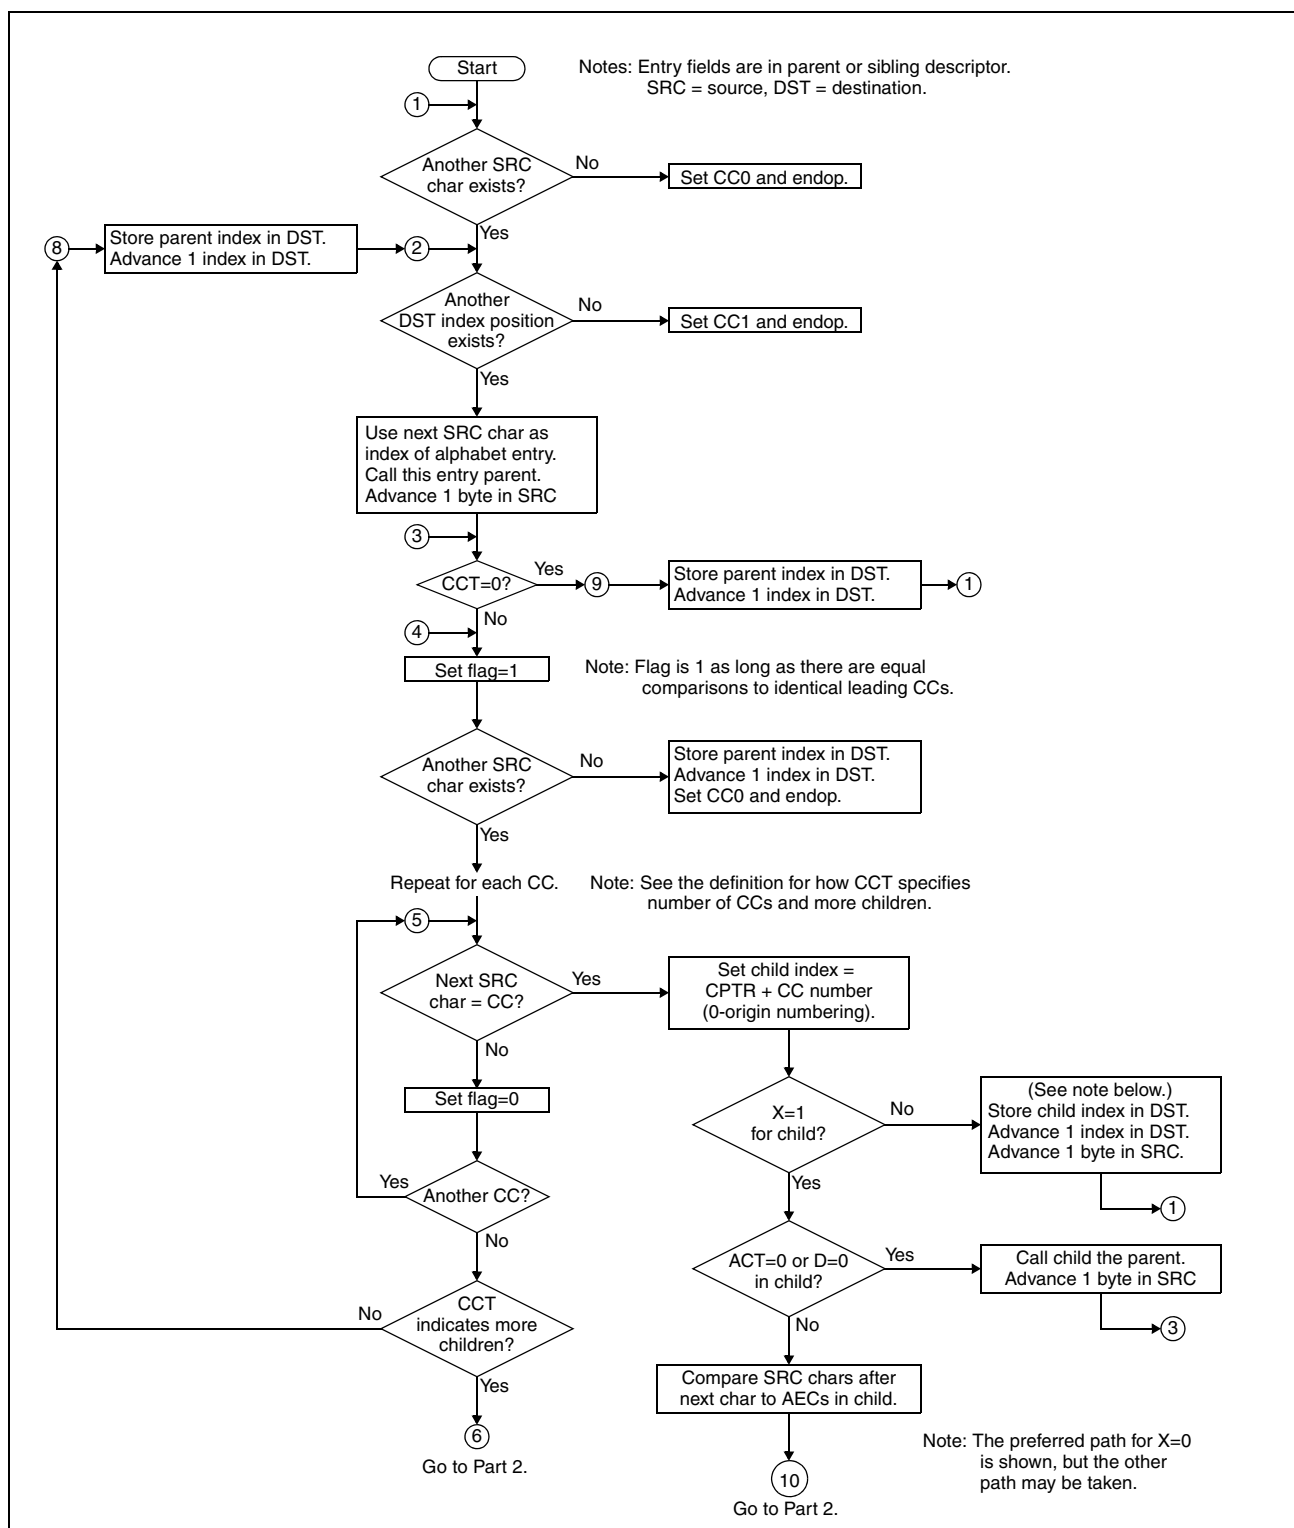 Start
Notes: Entry fields are in parent or sibling descriptor.
SRC = source, DST = destination.
1
Another SRC
char exists?
No
Set CC0 and endop.
Yes
8
Store parent index in DST.
Advance 1 index in DST.
2
Another
DST index position
exists?
No
Set CC1 and endop.
Yes
Use next SRC char as
index of alphabet entry.
Call this entry parent.
Advance 1 byte in SRC
3
CCT=0?
Yes
9
Store parent index in DST.
Advance 1 index in DST.
1
No
4
Set flag=1
Note: Flag is 1 as long as there are equal
comparisons to identical leading CCs.
Another SRC
char exists?
No
Store parent index in DST.
Advance 1 index in DST.
Set CC0 and endop.
Yes
Repeat for each CC.
Note: See the definition for how CCT specifies
number of CCs and more children.
5
Next SRC
char = CC?
Yes
Set child index =
CPTR + CC number
(0-origin numbering).
No
Set flag=0
X=1
for child?
No
(See note below.)
Store child index in DST.
Advance 1 index in DST.
Advance 1 byte in SRC.
1
Yes
Another CC?
Yes
No
ACT=0 or D=0
in child?
Yes
Call child the parent.
Advance 1 byte in SRC
3
No
CCT
indicates more
children?
No
Yes
6
Go to Part 2.
Compare SRC chars after
next char to AECs in child.
10
Go to Part 2.
Note: The preferred path for X=0
is shown, but the other
path may be taken.